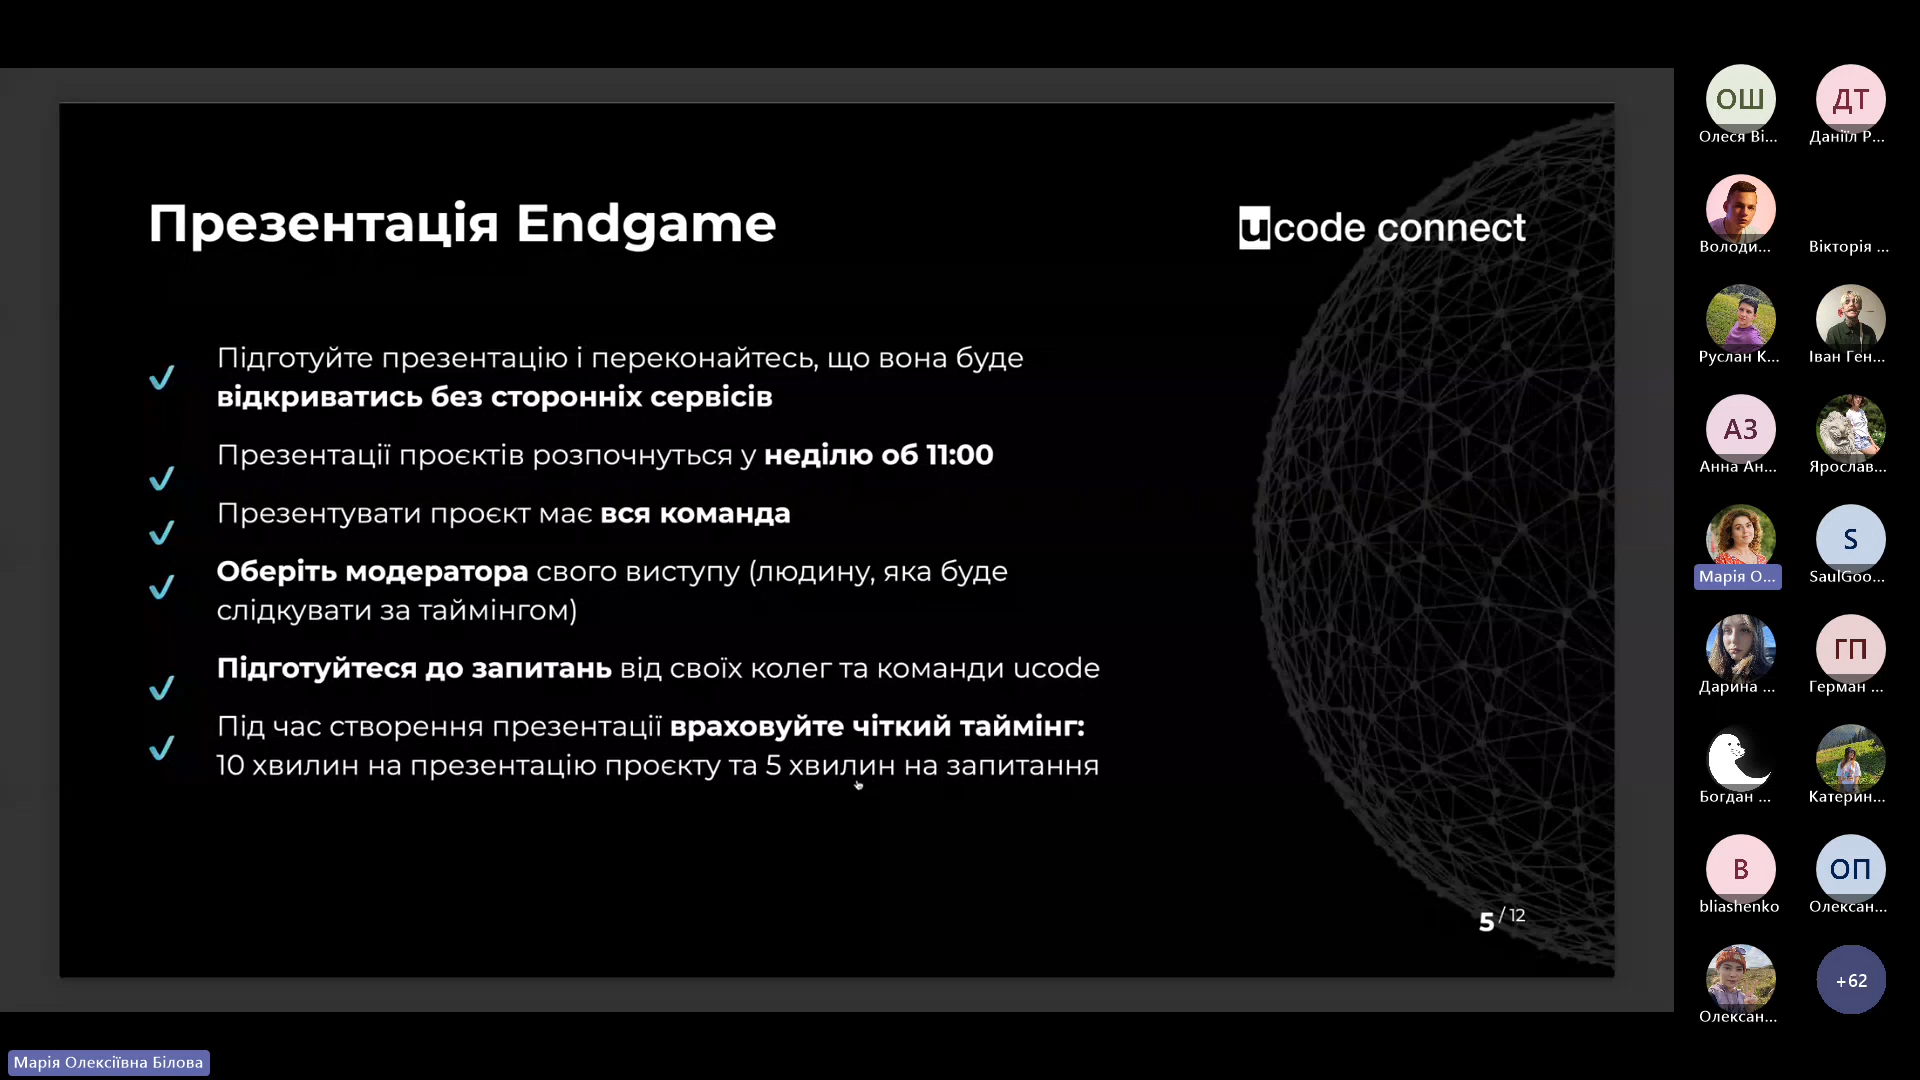 Презентація Endgame
ucode connect
Підготуйте презентацію і переконайтесь, що вона буде
відкриватись без сторонніх сервісів
Презентації проєктів розпочнуться у неділю об 11:00
Презентувати проєкт має вся команда
Оберіть модератора свого виступу (людину, яка буде
слідкувати за таймінгом)
Підготуйтеся до запитань від своїх колег та команди ucode
Під час створення презентації враховуйте чіткий таймінг:
10 хвилин на презентацію проєкту та 5 хвилин на запитання
5 / 12
ОШ
ДТ
Олеся Ві...
Даніїл Р...
Володи...
Вікторія ...
Руслан К...
Іван Ген...
АЗ
Анна Ан...
Ярослав...
S
Марія О...
SaulGoo...
ГП
Дарина ...
Герман ...
Богдан ...
Катерин...
B
ОП
bliashenko
Олексан...
+62
Олексан...
Марія Олексіївна Білова